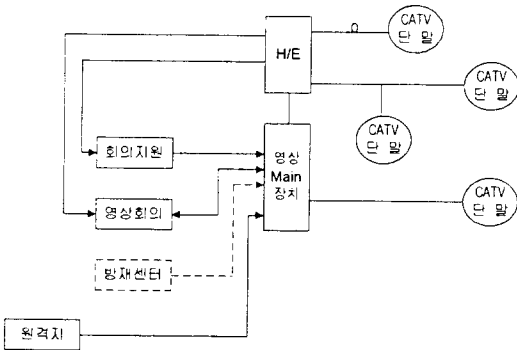 CATV
단 말
H/E
CATV
단 말
CATV
단 말
회의지원
영상
Main
장치
영상회의
CATV
단 말
방재센터
원격지